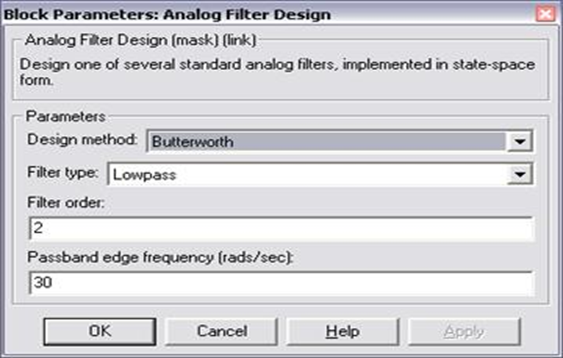 Block Parameters: Analog Filter Design
Analog Filter Design (mask) (link)
Design one of several standard analog filters, implemented in state-space
form.
Parameters
Design method: Butterworth
Filter type: Lowpass
Filter order:
2
Passband edge frequency (rads/sec):
30
OK Cancel Help Apply